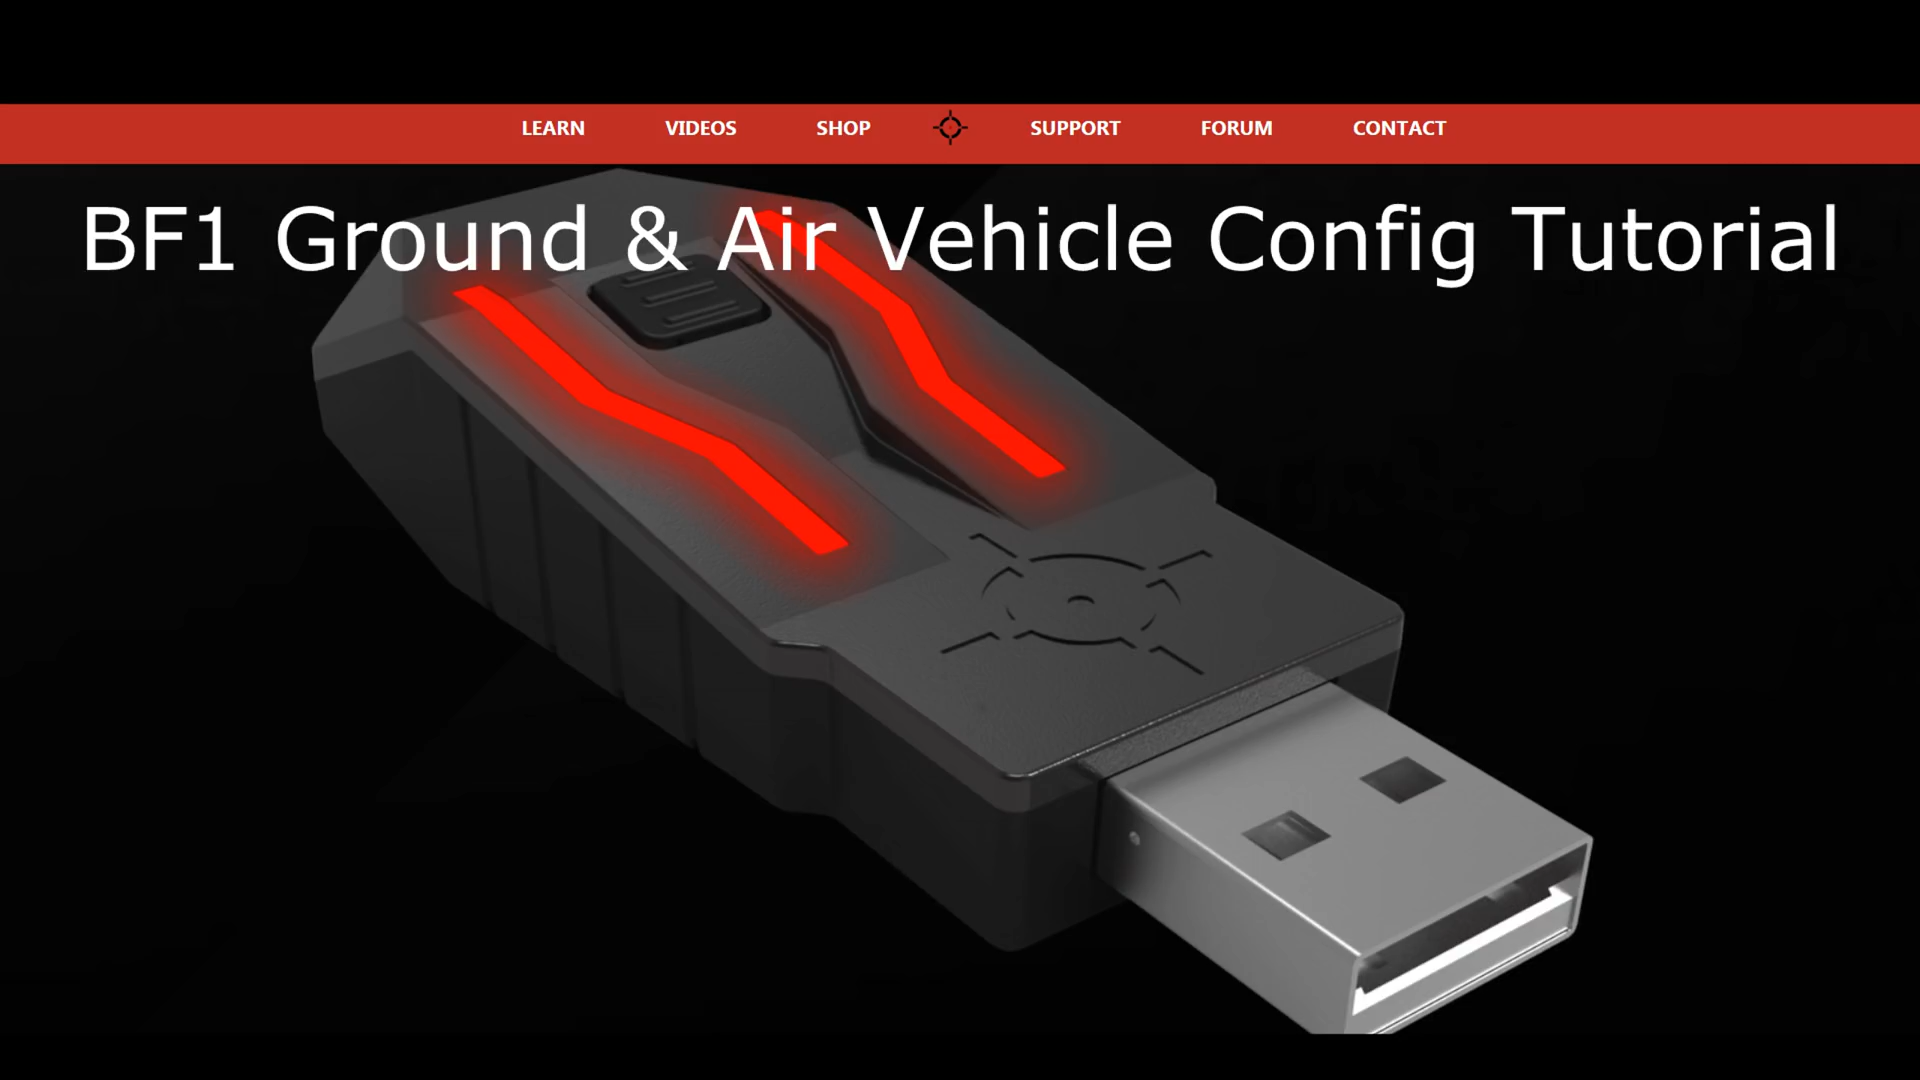 LEARN VIDEOS SHOP SUPPORT FORUM CONTACT
BF1 Ground & Air Vehicle Config Tutorial